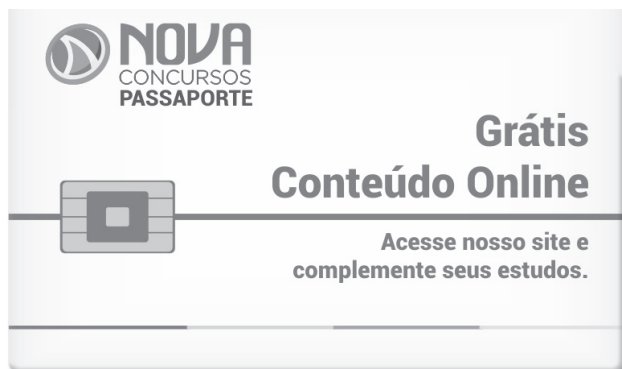 NOVA
CONCURSOS
PASSAPORTE
Grátis
Conteúdo Online
Acesse nosso site e
complemente seus estudos.